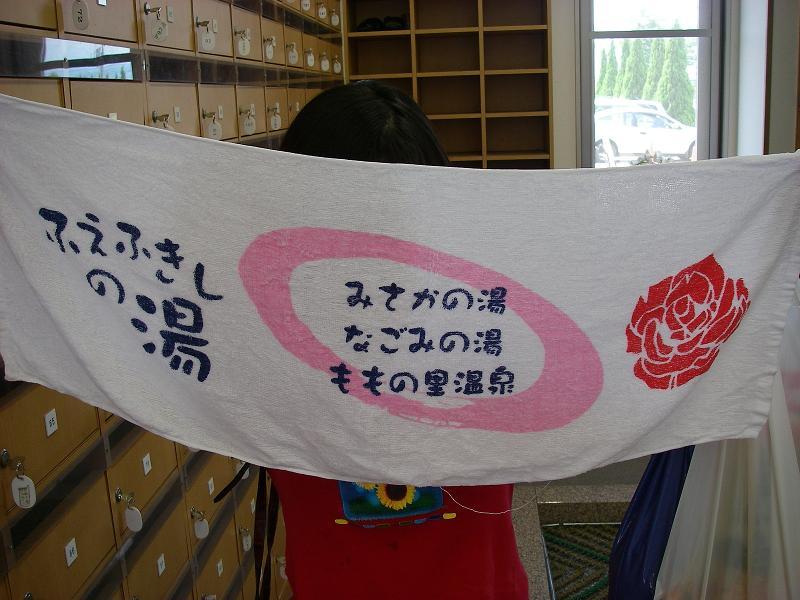 ふえふきし
の
湯
みさかの湯
なごみの湯
ももの里温泉